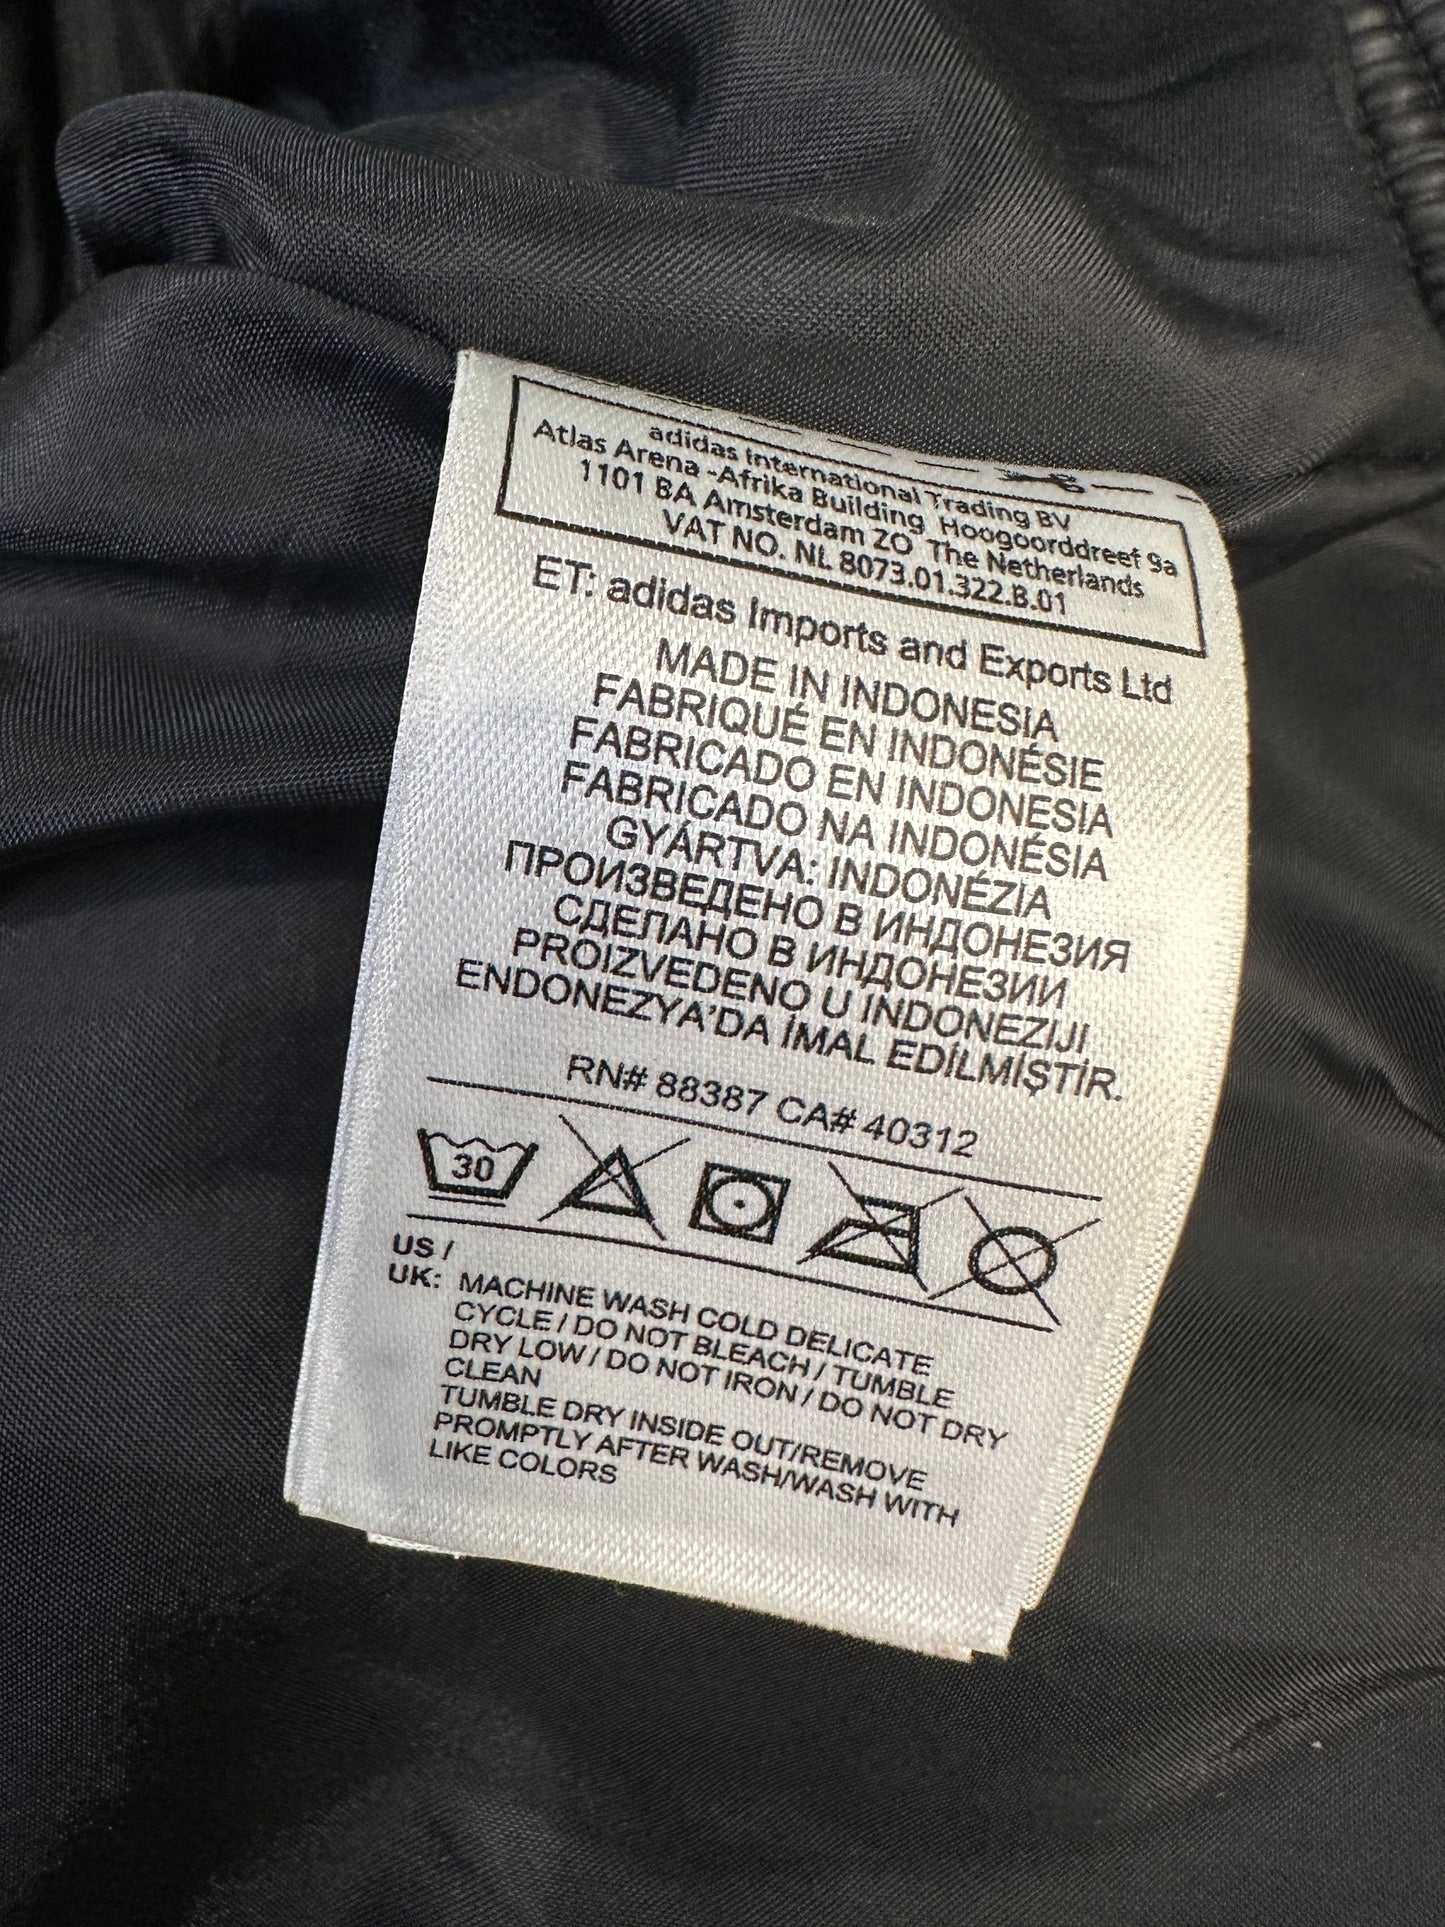 adidas International Trading BV
Atlas Arena -Afrika Building Hoogoorddreef 9a
1101 BA Amsterdam ZO The Netherlands
VAT NO. NL 8073.01.322.B.01
ET: adidas Imports and Exports Ltd
MADE IN INDONESIA
FABRIQUÉ EN INDONÉSIE
FABRICADO EN INDONESIA
FABRICADO NA INDONÉSIA
GYÁRTVA: INDONÉZIA
ПРОИЗВЕДЕНО В ИНДОНЕЗИЯ
СДЕЛАНО В ИНДОНЕЗИИ
PROIZVEDENO U INDONEZIJI
ENDONEZYA'DA İMAL EDİLMİŞTİR.
RN# 88387 CA# 40312
30
US /
UK: MACHINE WASH COLD DELICATE
CYCLE / DO NOT BLEACH / TUMBLE
DRY LOW / DO NOT IRON / DO NOT DRY
CLEAN
TUMBLE DRY INSIDE OUT/REMOVE
PROMPTLY AFTER WASH/WASH WITH
LIKE COLORS